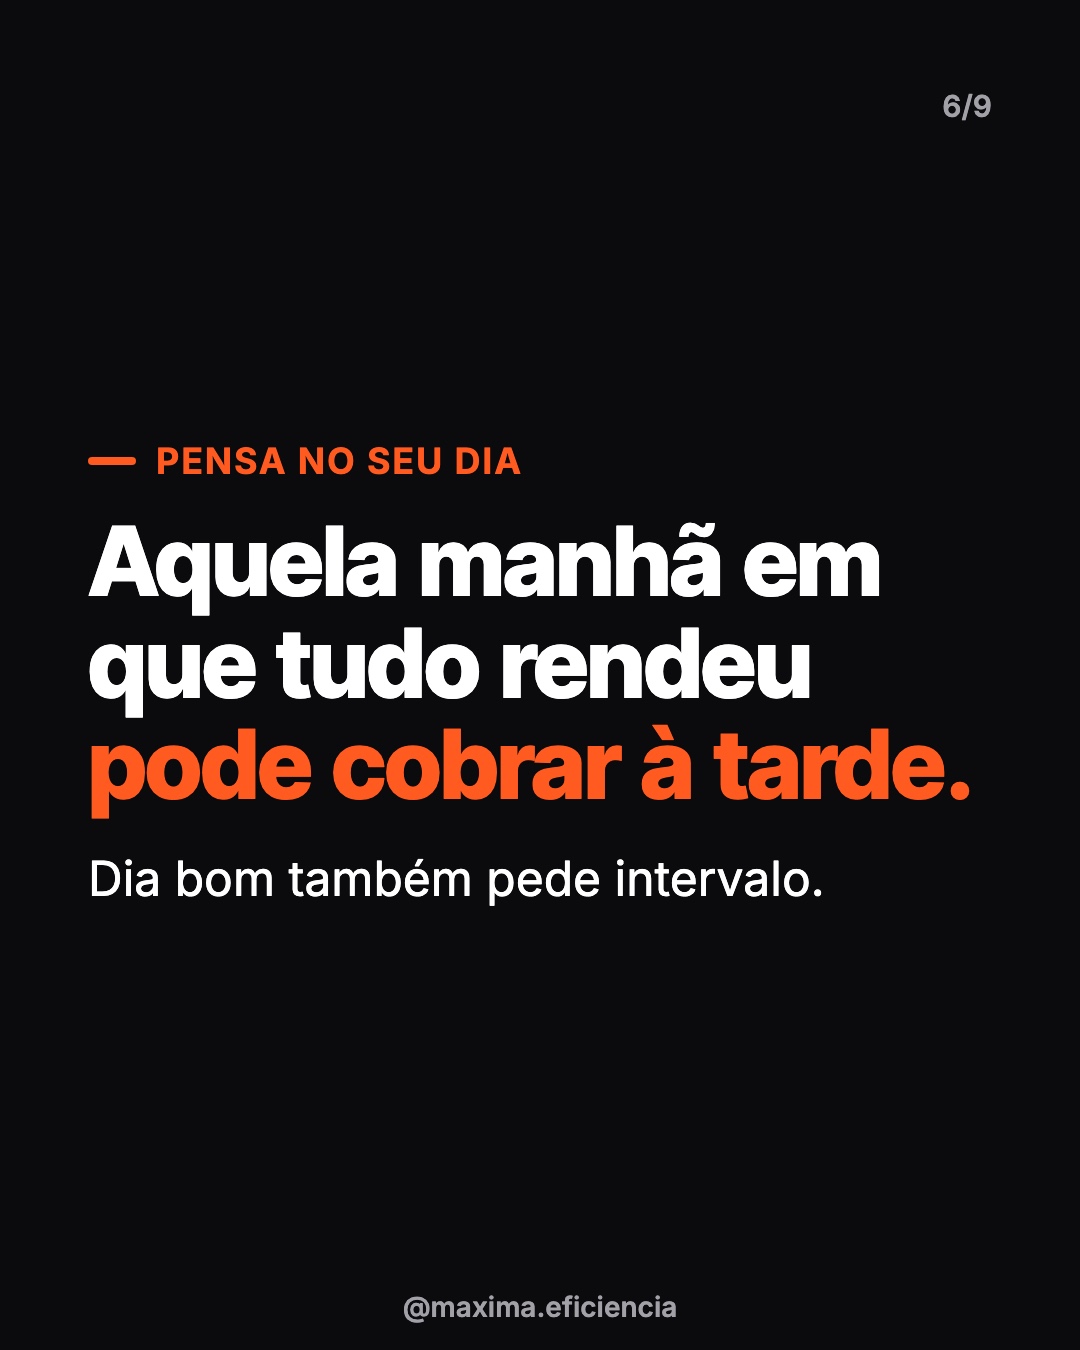 6/9
PENSA NO SEU DIA
Aquela manhã em
que tudo rendeu
pode cobrar à tarde.
Dia bom também pede intervalo.
@maxima.eficiencia